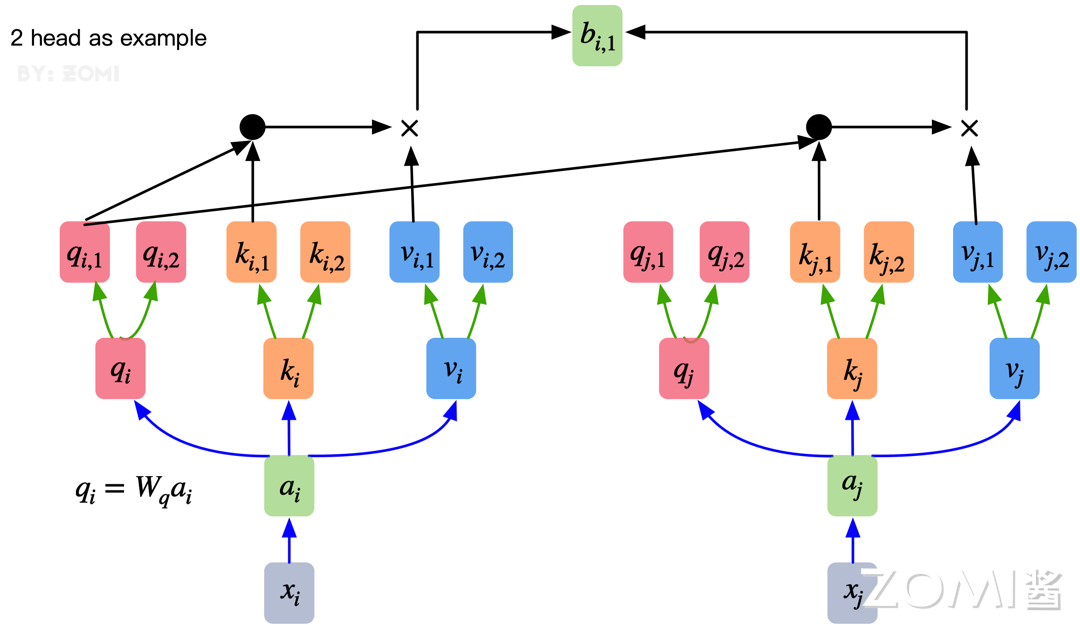 2 head as example
BY: ZOMI
b_{i,1}
q_{i,1} q_{i,2} k_{i,1} k_{i,2} v_{i,1} v_{i,2} q_{j,1} q_{j,2} k_{j,1} k_{j,2} v_{j,1} v_{j,2}
q_i k_i v_i q_j k_j v_j
q_i = W_q a_i
a_i a_j
x_i x_j
ZOMI酱